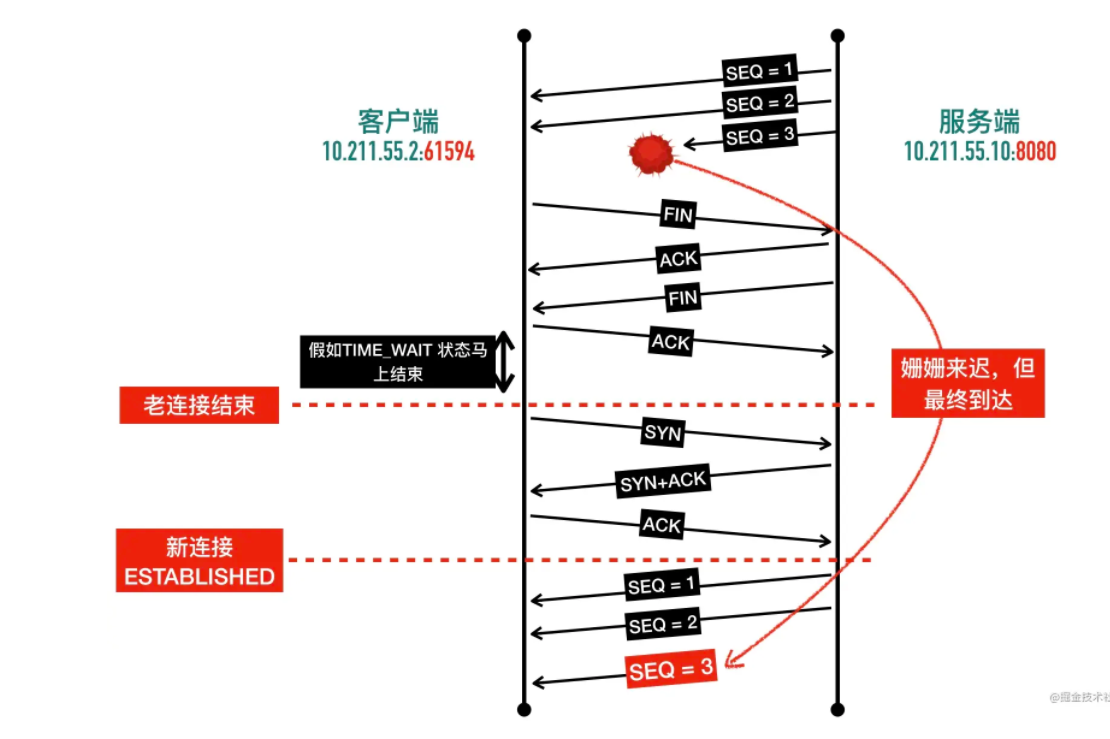 SEQ = 1
SEQ = 2
SEQ = 3
客户端
10.211.55.2:61594
服务端
10.211.55.10:8080
FIN
ACK
FIN
ACK
假如TIME_WAIT 状态马
上结束
姗姗来迟，但
最终到达
老连接结束
SYN
SYN+ACK
ACK
新连接
ESTABLISHED
SEQ = 1
SEQ = 2
SEQ = 3
@掘金技术社